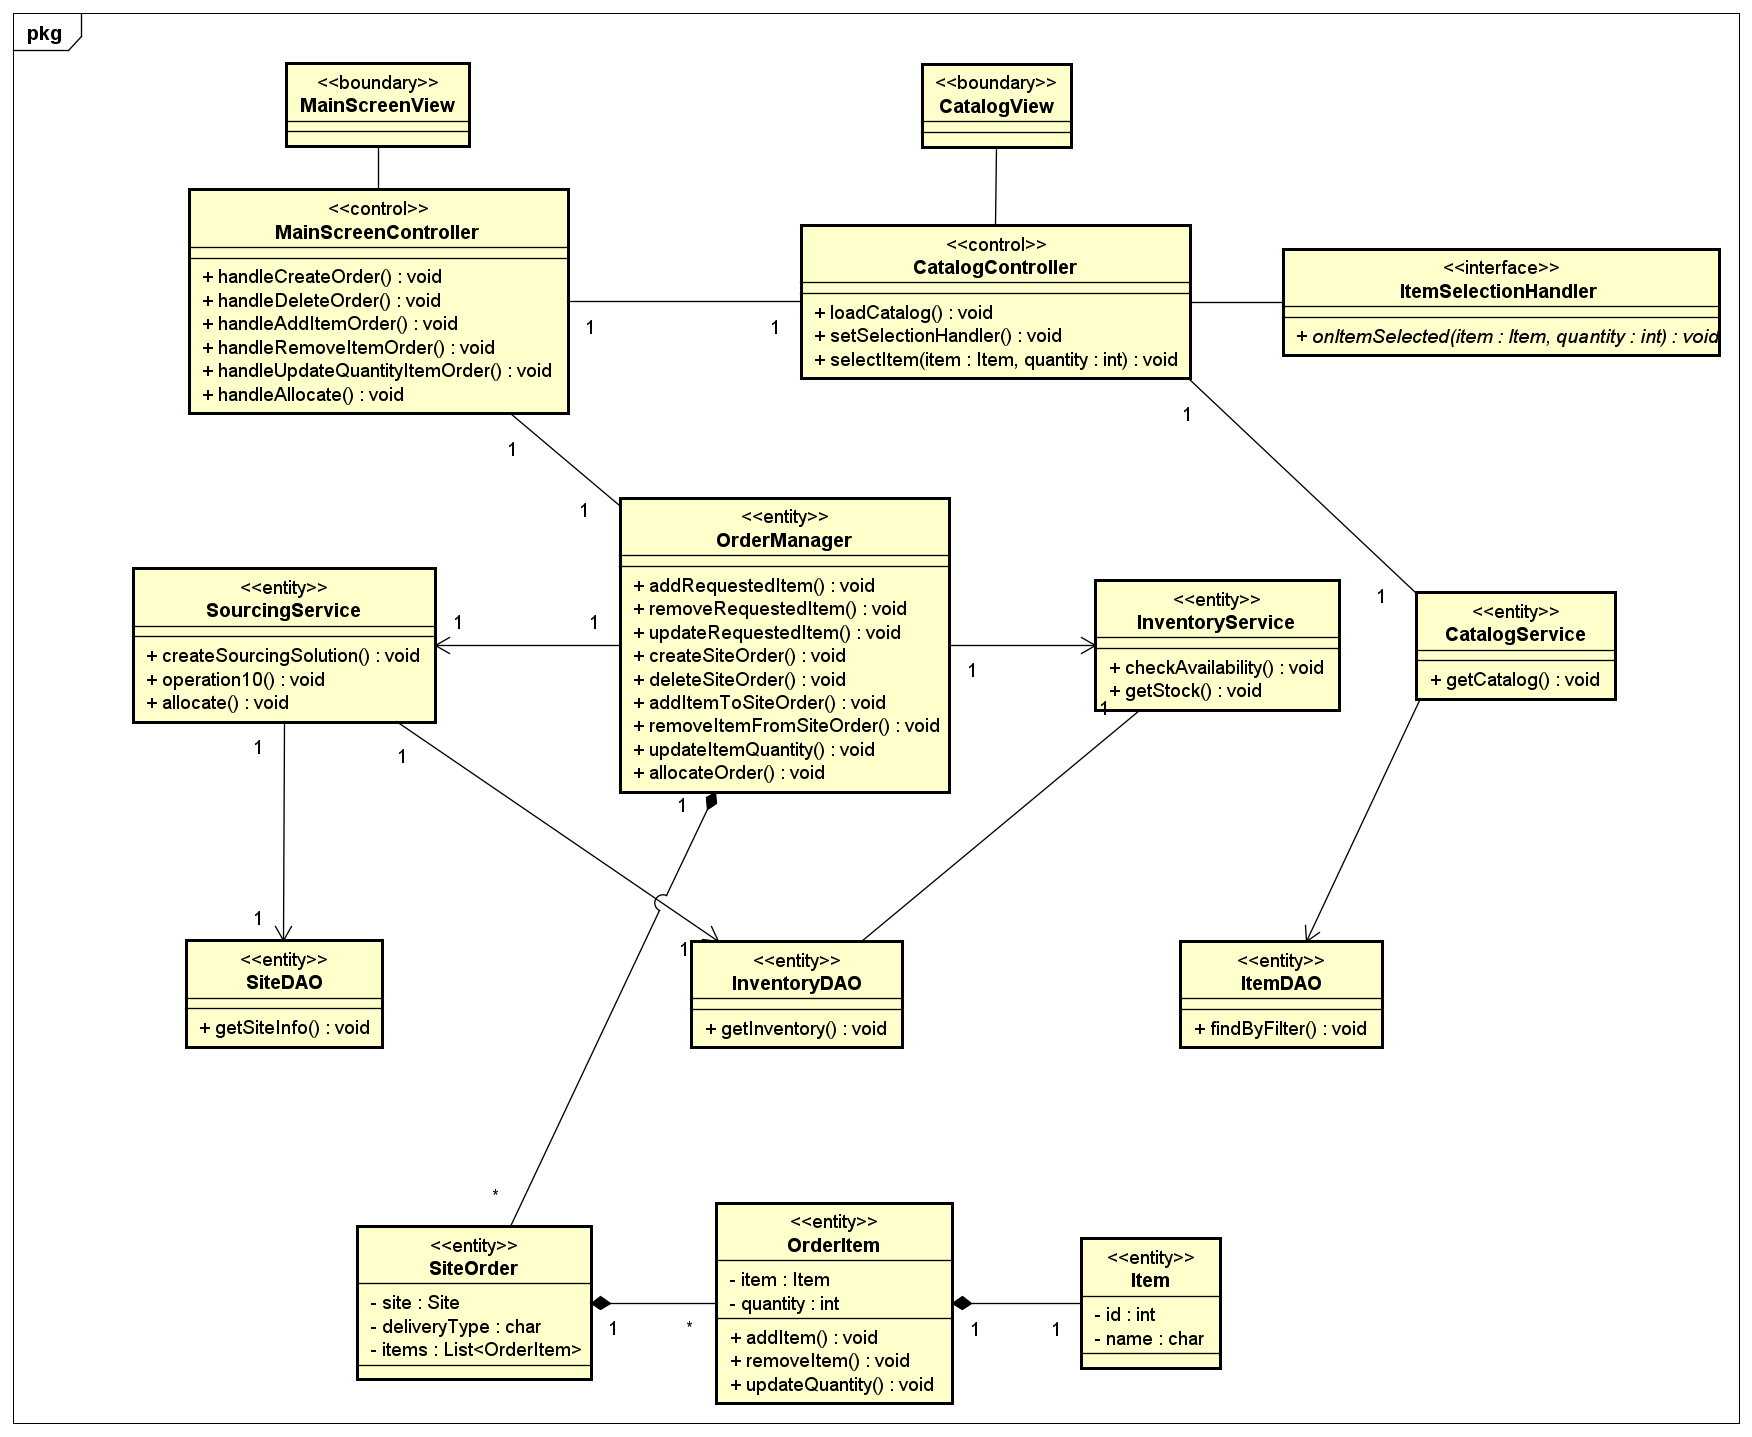 pkg
<<boundary>>
MainScreenView
<<boundary>>
CatalogView
<<control>>
MainScreenController
+ handleCreateOrder() : void
+ handleDeleteOrder() : void
+ handleAddItemOrder() : void
+ handleRemoveItemOrder() : void
+ handleUpdateQuantityItemOrder() : void
+ handleAllocate() : void
<<control>>
CatalogController
+ loadCatalog() : void
+ setSelectionHandler() : void
+ selectItem(item : Item, quantity : int) : void
<<interface>>
ItemSelectionHandler
+ onItemSelected(item : Item, quantity : int) : void
1
1
1
1
1
1
<<entity>>
OrderManager
+ addRequestedItem() : void
+ removeRequestedItem() : void
+ updateRequestedItem() : void
+ createSiteOrder() : void
+ deleteSiteOrder() : void
+ addItemToSiteOrder() : void
+ removeItemFromSiteOrder() : void
+ updateItemQuantity() : void
+ allocateOrder() : void
<<entity>>
SourcingService
+ createSourcingSolution() : void
+ operation10() : void
+ allocate() : void
1
1
1
<<entity>>
InventoryService
+ checkAvailability() : void
+ getStock() : void
1
<<entity>>
CatalogService
+ getCatalog() : void
1
1
1
1
1
<<entity>>
SiteDAO
+ getSiteInfo() : void
<<entity>>
InventoryDAO
+ getInventory() : void
<<entity>>
ItemDAO
+ findByFilter() : void
*
<<entity>>
SiteOrder
- site : Site
- deliveryType : char
- items : List<OrderItem>
1
*
<<entity>>
OrderItem
- item : Item
- quantity : int
+ addItem() : void
+ removeItem() : void
+ updateQuantity() : void
1
1
<<entity>>
Item
- id : int
- name : char